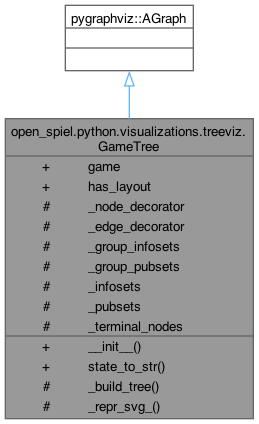 pygraphviz::AGraph
open_spiel.python.visualizations.treeviz.
GameTree
+ game
+ has_layout
# _node_decorator
# _edge_decorator
# _group_infosets
# _group_pubsets
# _infosets
# _pubsets
# _terminal_nodes
+ __init__()
+ state_to_str()
# _build_tree()
# _repr_svg_()